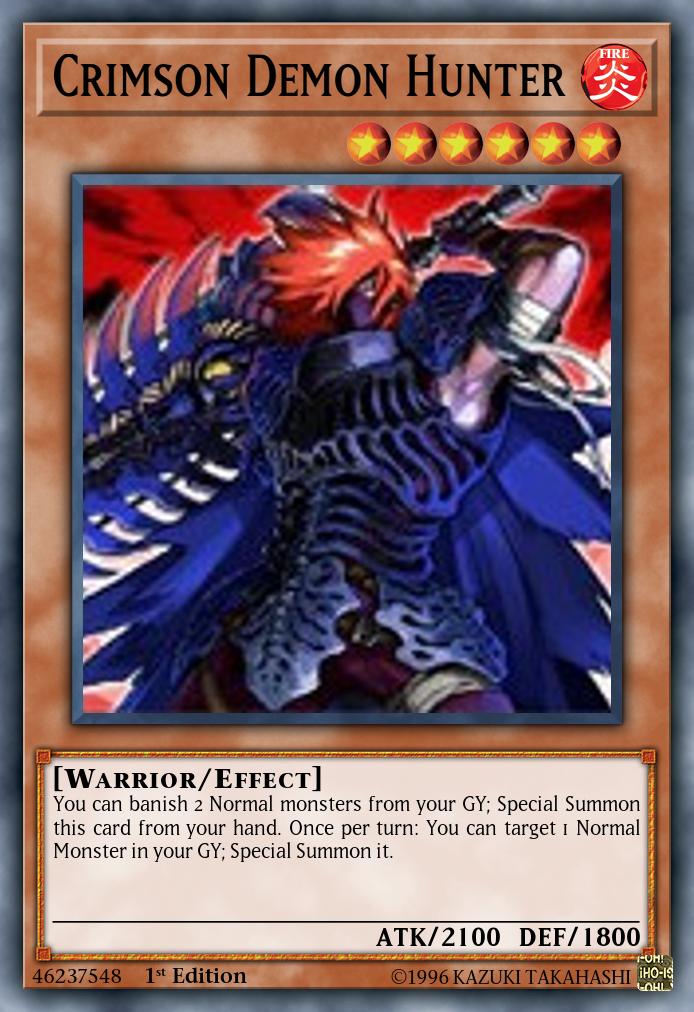 CRIMSON DEMON HUNTER
FIRE
炎
[WARRIOR/EFFECT]
You can banish 2 Normal monsters from your GY; Special Summon
this card from your hand. Once per turn: You can target 1 Normal
Monster in your GY; Special Summon it.
ATK/2100 DEF/1800
46237548 1st Edition ©1996 KAZUKI TAKAHASHI